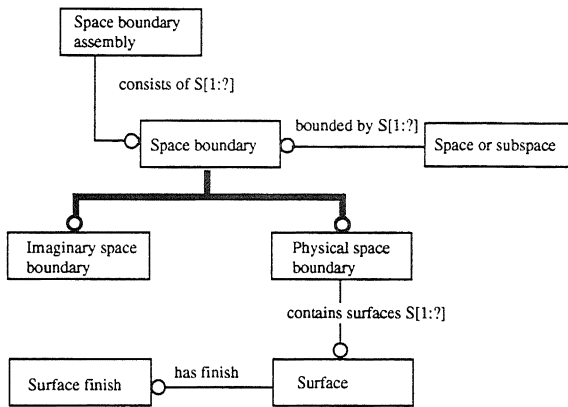 Space boundary
assembly
consists of S[1:?]
bounded by S[1:?]
Space boundary
Space or subspace
Imaginary space
boundary
Physical space
boundary
contains surfaces S[1:?]
has finish
Surface finish
Surface